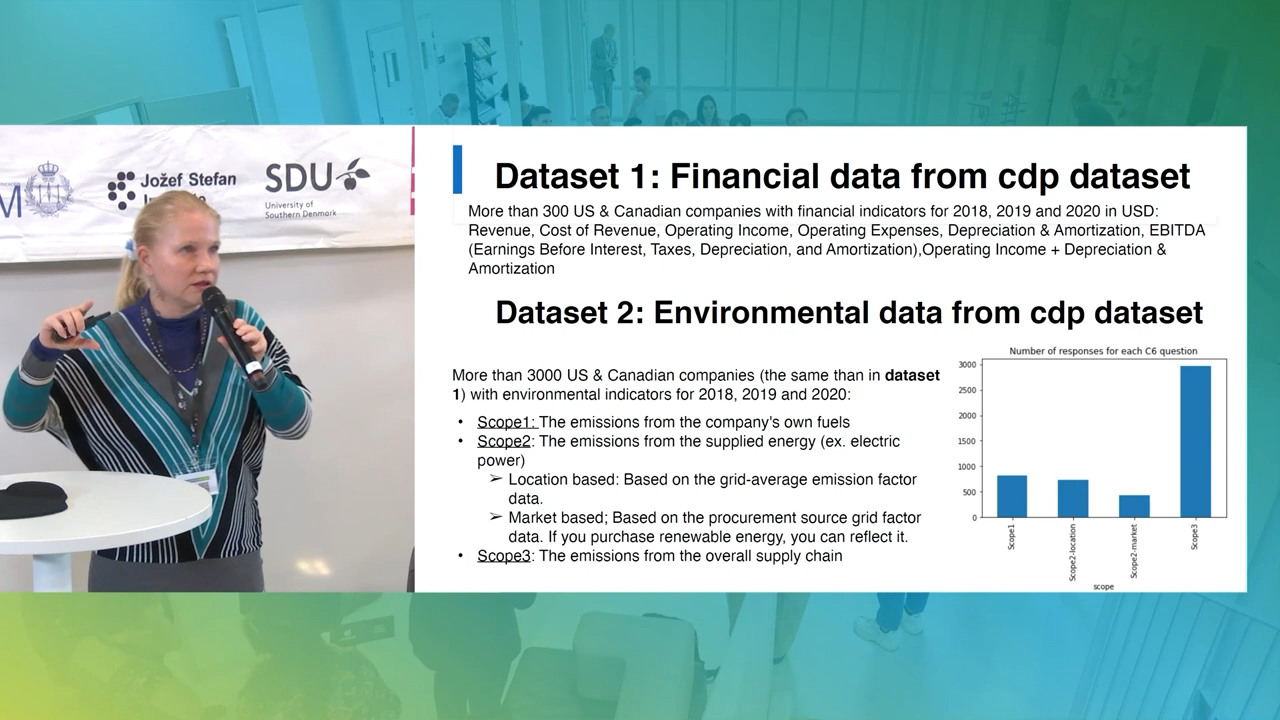 M
Jožef Stefan
SDU
University of
Southern Denmark
Dataset 1: Financial data from cdp dataset
More than 300 US & Canadian companies with financial indicators for 2018, 2019 and 2020 in USD:
Revenue, Cost of Revenue, Operating Income, Operating Expenses, Depreciation & Amortization, EBITDA
(Earnings Before Interest, Taxes, Depreciation, and Amortization),Operating Income + Depreciation &
Amortization
Dataset 2: Environmental data from cdp dataset
More than 3000 US & Canadian companies (the same than in dataset
1) with environmental indicators for 2018, 2019 and 2020:
• Scope1: The emissions from the company's own fuels
• Scope2: The emissions from the supplied energy (ex. electric
power)
➢ Location based: Based on the grid-average emission factor
data.
➢ Market based; Based on the procurement source grid factor
data. If you purchase renewable energy, you can reflect it.
• Scope3: The emissions from the overall supply chain
Number of responses for each C6 question
3000
2500
2000
1500
1000
500
0
Scope1
Scope2-location
Scope2-market
Scope3
scope